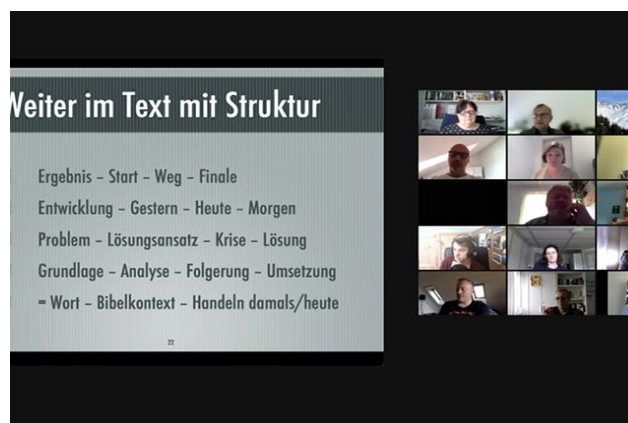 Weiter im Text mit Struktur
Ergebnis – Start – Weg – Finale
Entwicklung – Gestern – Heute – Morgen
Problem – Lösungsansatz – Krise – Lösung
Grundlage – Analyse – Folgerung – Umsetzung
= Wort – Bibelkontext – Handeln damals/heute
22